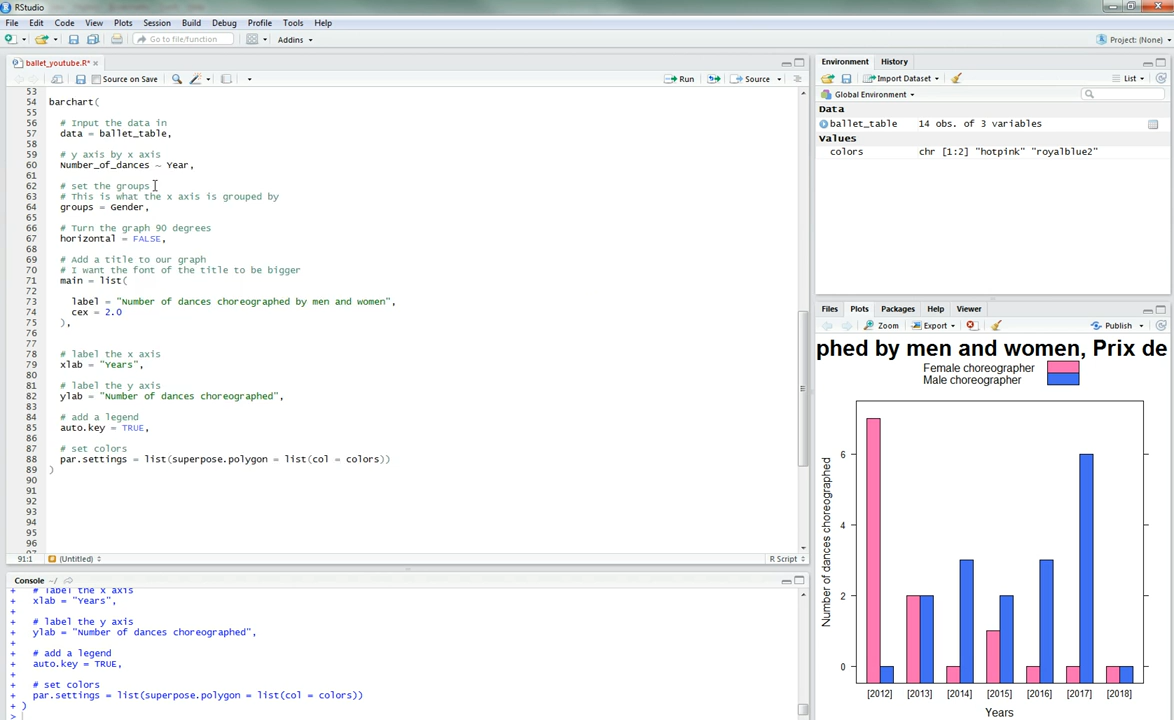 RStudio
File Edit Code View Plots Session Build Debug Profile Tools Help
Go to file/function Addins Project: (None)
ballet_youtube.R* ×
Source on Save Run Source
53
54 barchart(
55
56 # Input the data in
57 data = ballet_table,
58
59 # y axis by x axis
60 Number_of_dances ~ Year,
61
62 # set the groups
63 # This is what the x axis is grouped by
64 groups = Gender,
65
66 # Turn the graph 90 degrees
67 horizontal = FALSE,
68
69 # Add a title to our graph
70 # I want the font of the title to be bigger
71 main = list(
72
73 label = "Number of dances choreographed by men and women",
74 cex = 2.0
75 ),
76
77
78 # label the x axis
79 xlab = "Years",
80
81 # label the y axis
82 ylab = "Number of dances choreographed",
83
84 # add a legend
85 auto.key = TRUE,
86
87 # set colors
88 par.settings = list(superpose.polygon = list(col = colors))
89 )
90
91
92
93
94
95
96
97
91:1 (Untitled) R Script
Console ~/
+ # label the x axis
+ xlab = "Years",
+
+ # label the y axis
+ ylab = "Number of dances choreographed",
+
+ # add a legend
+ auto.key = TRUE,
+
+ # set colors
+ par.settings = list(superpose.polygon = list(col = colors))
+ )
>
Environment History
Import Dataset List
Global Environment
Data
ballet_table 14 obs. of 3 variables
values
colors chr [1:2] "hotpink" "royalblue2"
Files Plots Packages Help Viewer
Zoom Export Publish
phed by men and women, Prix de
Female choreographer
Male choreographer
Number of dances choreographed
6
4
2
0
[2012] [2013] [2014] [2015] [2016] [2017] [2018]
Years